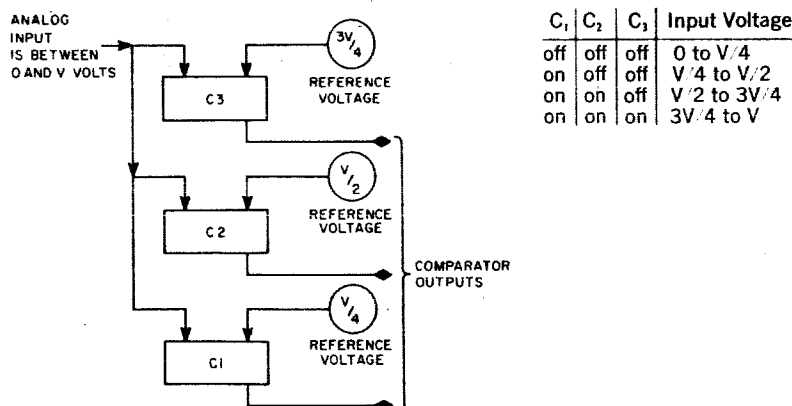 ANALOG
INPUT
IS BETWEEN
O AND V VOLTS
3V/4
REFERENCE
VOLTAGE
C3
V/2
REFERENCE
VOLTAGE
C2
COMPARATOR
OUTPUTS
V/4
REFERENCE
VOLTAGE
C1
C₁ C₂ C₃ Input Voltage
off off off 0 to V/4
on off off V/4 to V/2
on on off V/2 to 3V/4
on on on 3V/4 to V